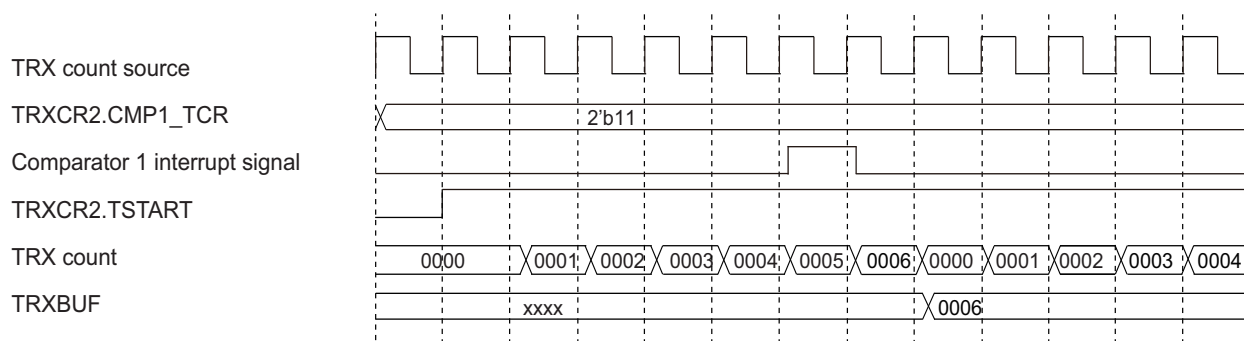 TRX count source
TRXCR2.CMP1_TCR 2’b11
Comparator 1 interrupt signal
TRXCR2.TSTART
TRX count 0000 0001 0002 0003 0004 0005 0006 0000 0001 0002 0003 0004
TRXBUF xxxx 0006